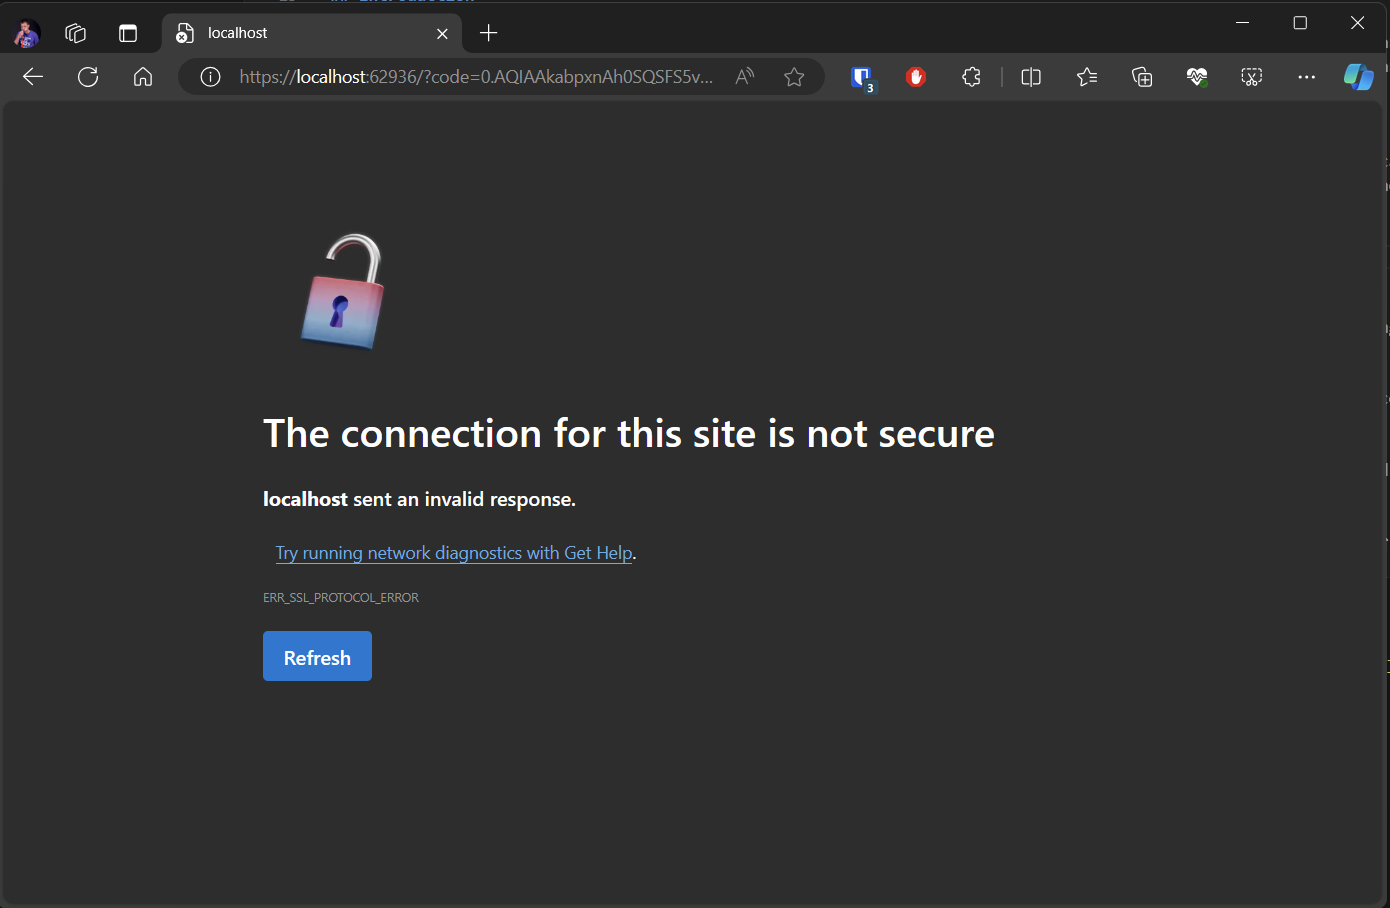 localhost
https://localhost:62936/?code=0.AQIAAkabpxnAh0SQSFS5v...
3
The connection for this site is not secure
localhost sent an invalid response.
Try running network diagnostics with Get Help.
ERR_SSL_PROTOCOL_ERROR
Refresh